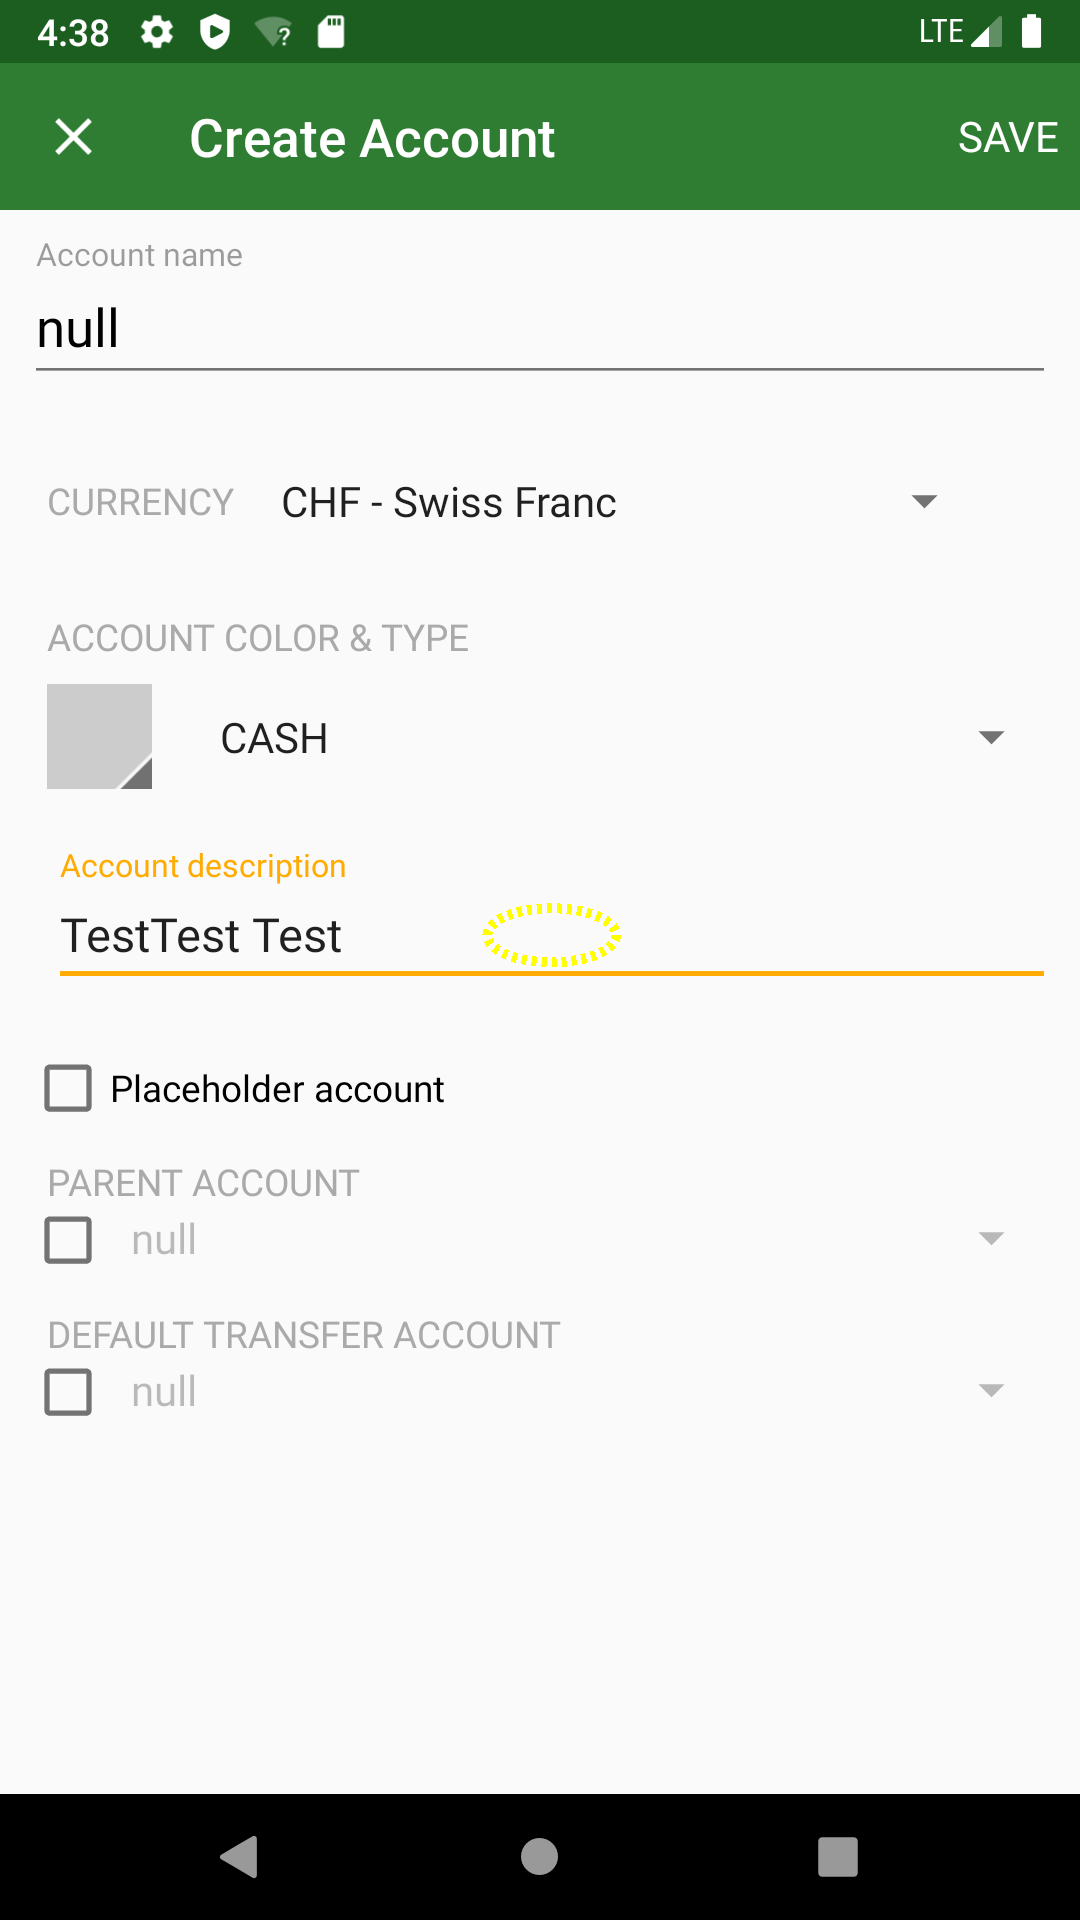 4:38
LTE
Create Account
SAVE
Account name
null
CURRENCY CHF - Swiss Franc
ACCOUNT COLOR & TYPE
CASH
Account description
TestTest Test
Placeholder account
PARENT ACCOUNT
null
DEFAULT TRANSFER ACCOUNT
null